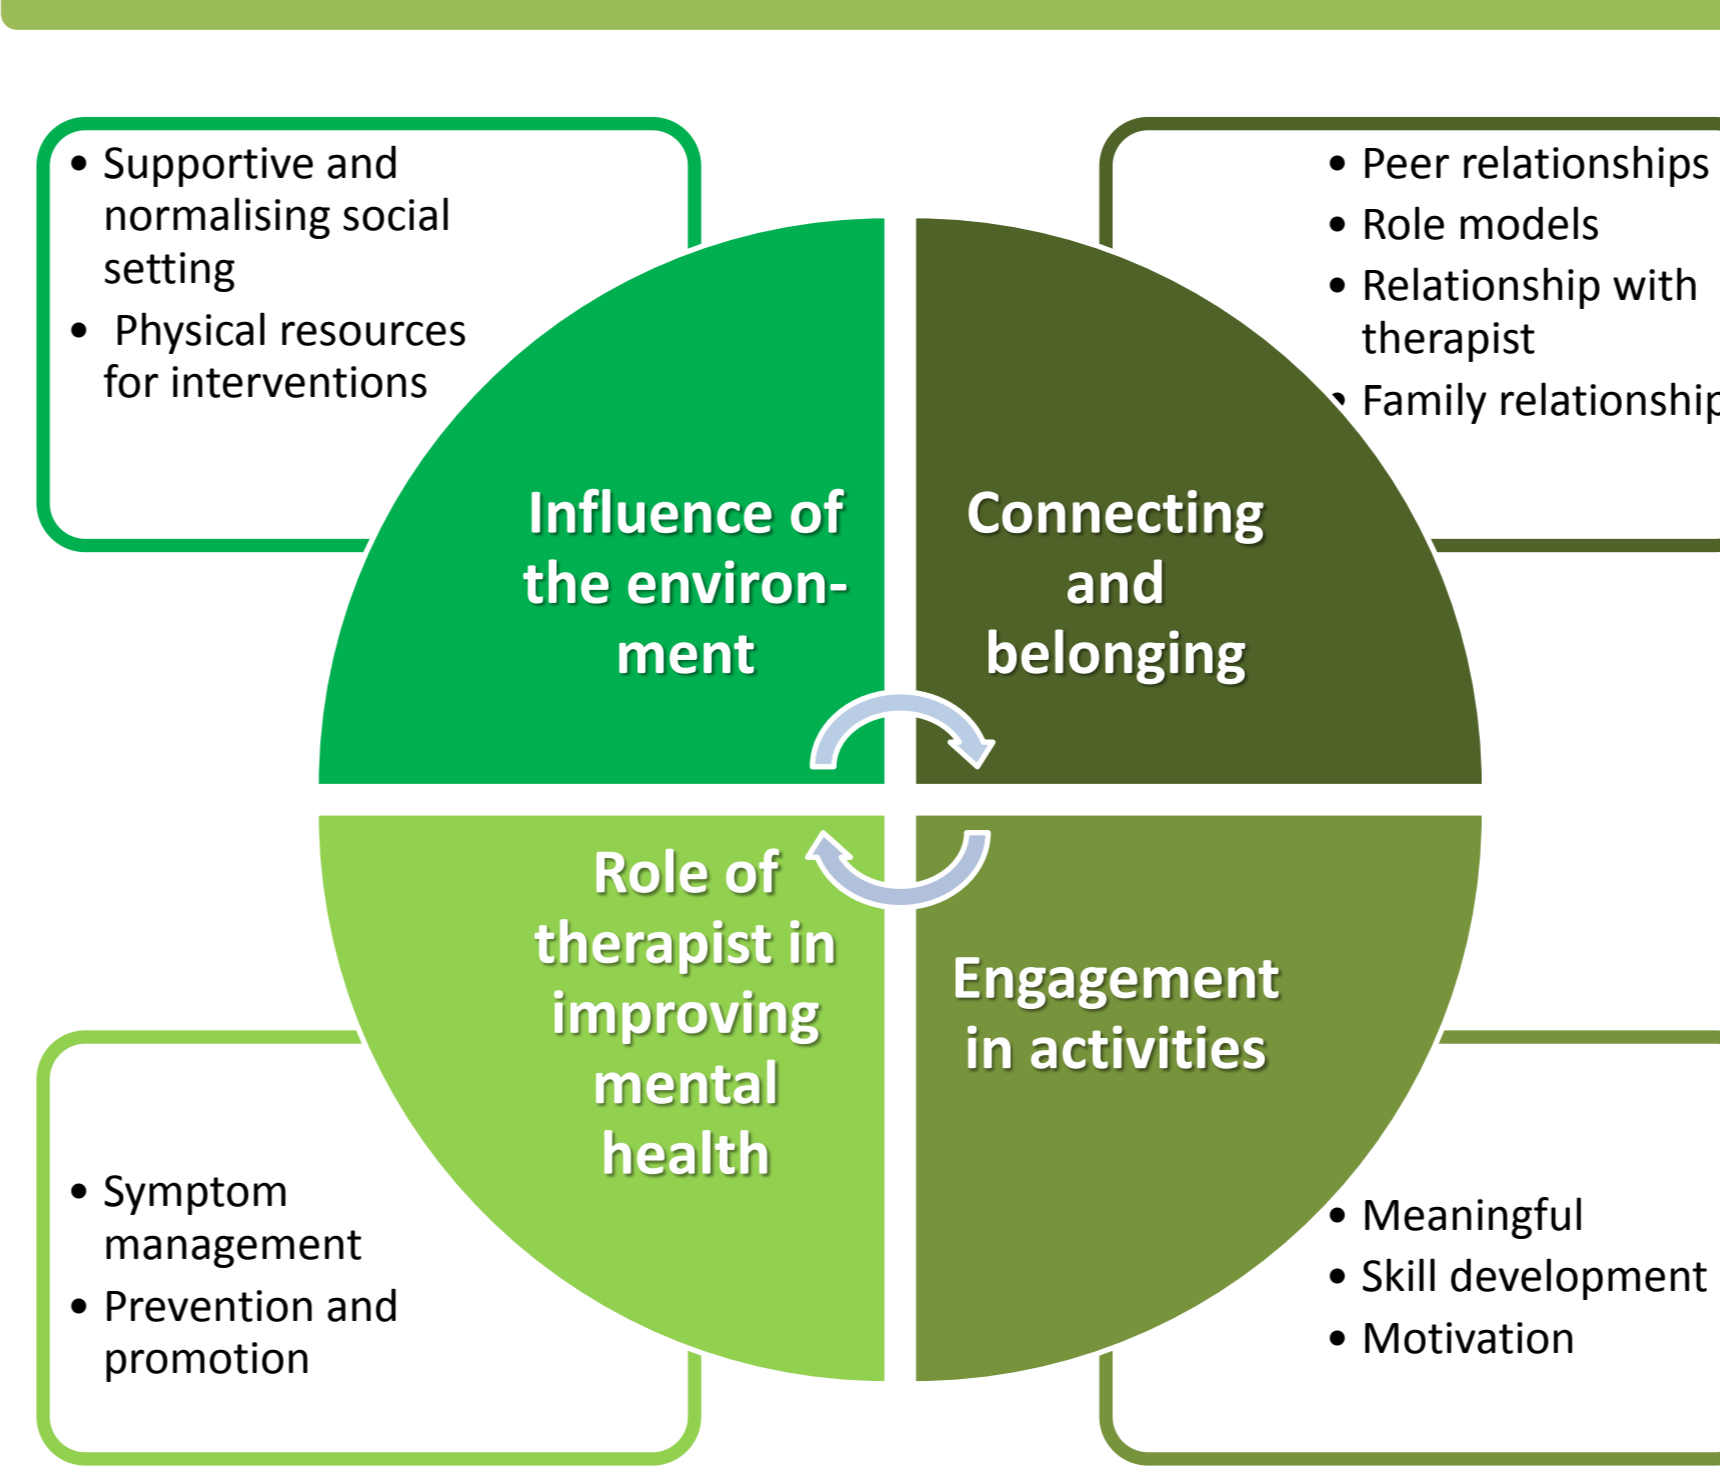 • Supportive and
normalising social
setting
• Physical resources
for interventions
• Peer relationships
• Role models
• Relationship with
therapist
• Family relationship
Influence of
the environ-
ment
Connecting
and
belonging
Role of
therapist in
improving
mental
health
Engagement
in activities
• Symptom
management
• Prevention and
promotion
• Meaningful
• Skill development
• Motivation